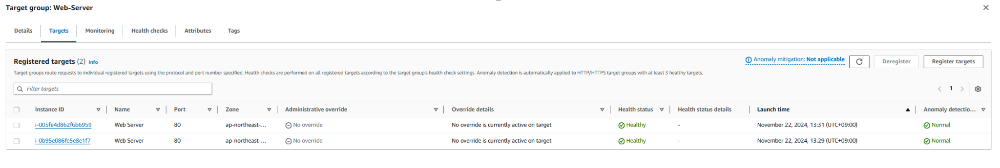 Target group: Web-Server
Details Targets Monitoring Health checks Attributes Tags
Registered targets (2) Info
Anomaly mitigation: Not applicable Deregister Register targets
Target groups route requests to individual registered targets using the protocol and port number specified. Health checks are performed on all registered targets according to the target group's health check settings. Anomaly detection is automatically applied to HTTP/HTTPS target groups with at least 3 healthy targets.
Filter targets 1
Instance ID Name Port Zone Administrative override Override details Health status Health status details Launch time Anomaly detectio...
i-005fe4d862f6b6959 Web Server 80 ap-northeast-... No override No override is currently active on target Healthy - November 22, 2024, 13:31 (UTC+09:00) Normal
i-0b95e086fe5e8e1f7 Web Server 80 ap-northeast-... No override No override is currently active on target Healthy - November 22, 2024, 13:29 (UTC+09:00) Normal